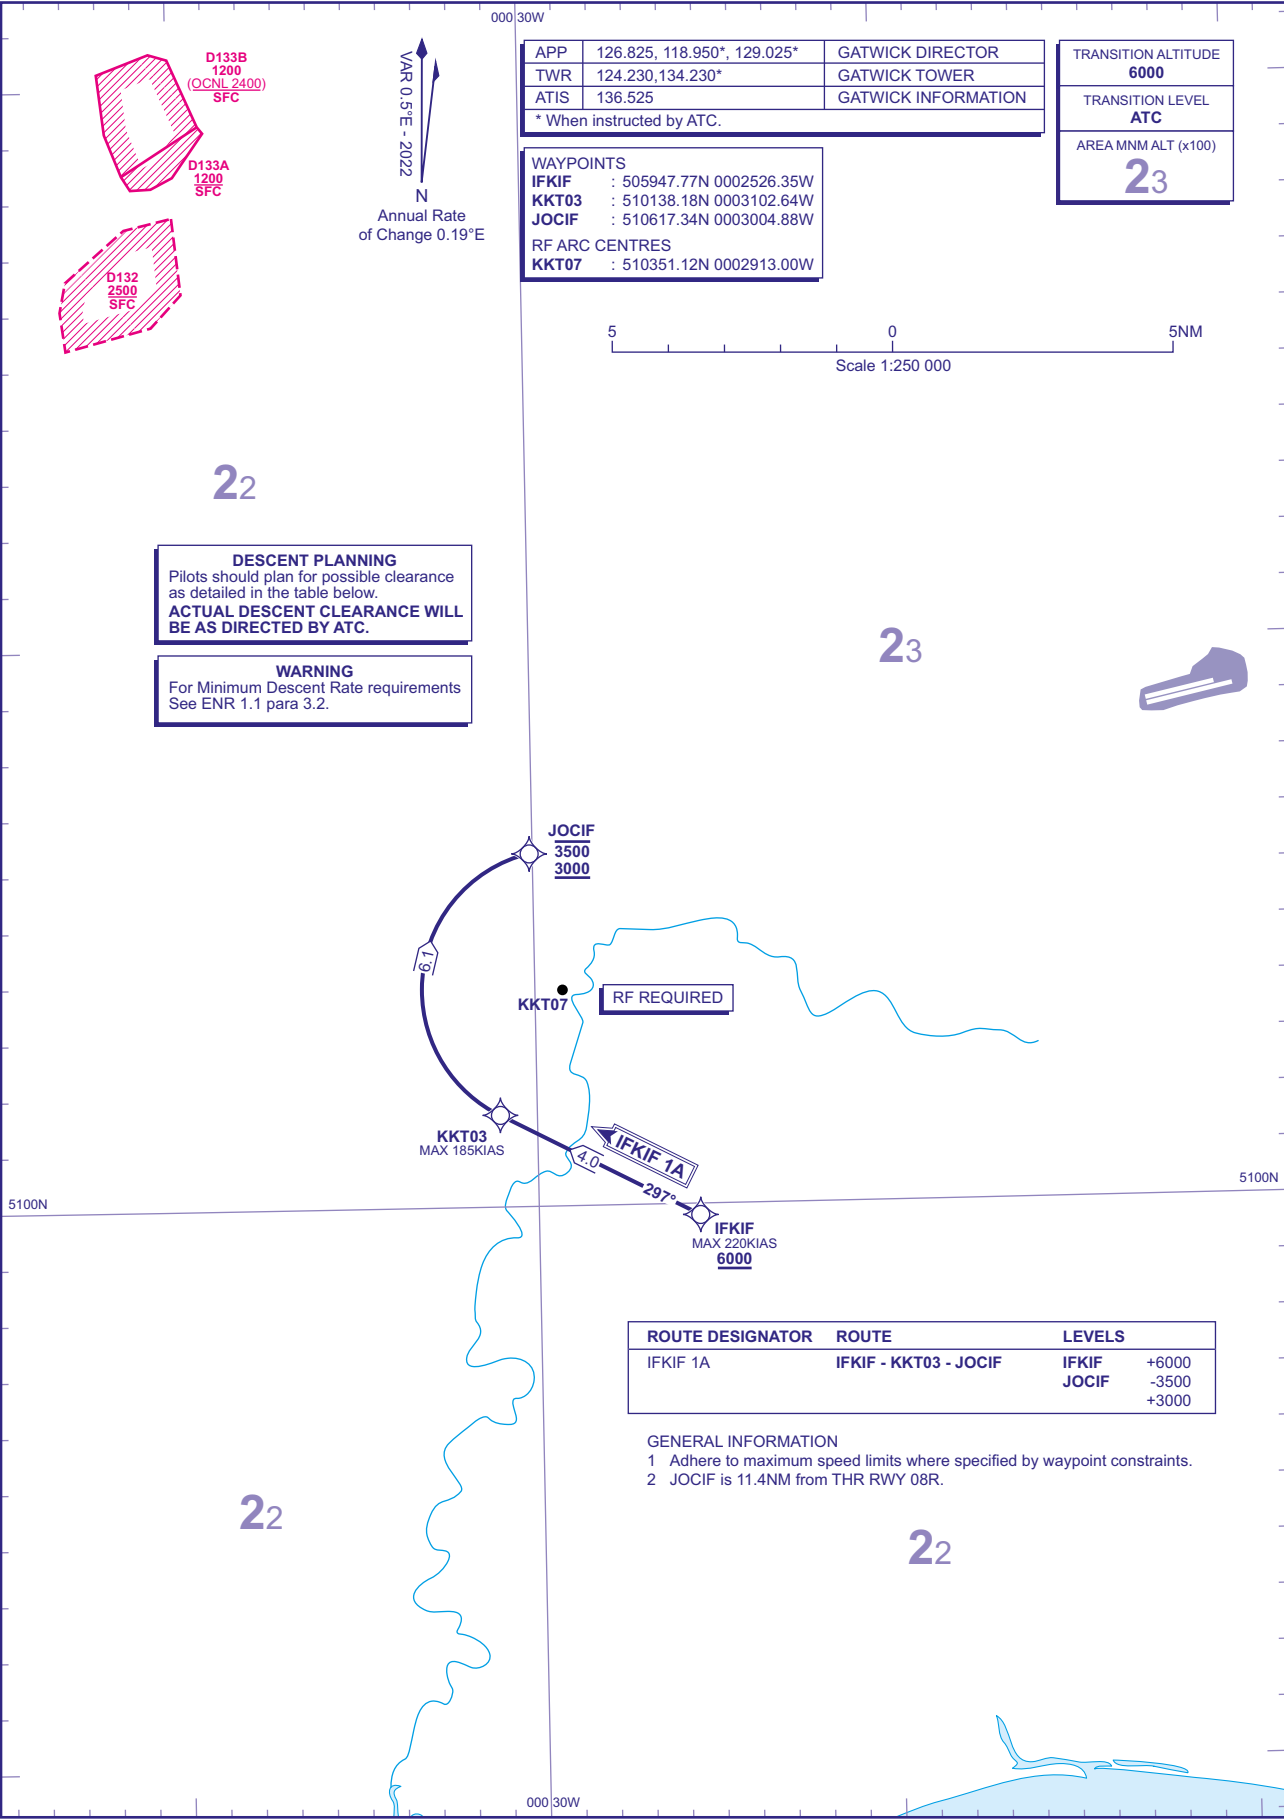 000 30W
D133B
1200
(OCNL 2400)
SFC
D133A
1200
SFC
D132
2500
SFC
VAR 0.5°E - 2022
N
Annual Rate
of Change 0.19°E
APP 126.825, 118.950*, 129.025* GATWICK DIRECTOR
TWR 124.230,134.230* GATWICK TOWER
ATIS 136.525 GATWICK INFORMATION
* When instructed by ATC.
TRANSITION ALTITUDE
6000
TRANSITION LEVEL
ATC
AREA MNM ALT (x100)
23
WAYPOINTS
IFKIF : 505947.77N 0002526.35W
KKT03 : 510138.18N 0003102.64W
JOCIF : 510617.34N 0003004.88W
RF ARC CENTRES
KKT07 : 510351.12N 0002913.00W
5 0 5NM
Scale 1:250 000
22
DESCENT PLANNING
Pilots should plan for possible clearance
as detailed in the table below.
ACTUAL DESCENT CLEARANCE WILL
BE AS DIRECTED BY ATC.
WARNING
For Minimum Descent Rate requirements
See ENR 1.1 para 3.2.
23
JOCIF
3500
3000
6.1
KKT07
RF REQUIRED
KKT03
MAX 185KIAS
IFKIF 1A
4.0
297°
5100N
5100N
IFKIF
MAX 220KIAS
6000
ROUTE DESIGNATOR ROUTE LEVELS
IFKIF 1A IFKIF - KKT03 - JOCIF IFKIF +6000
JOCIF -3500
+3000
GENERAL INFORMATION
1 Adhere to maximum speed limits where specified by waypoint constraints.
2 JOCIF is 11.4NM from THR RWY 08R.
22
22
000 30W